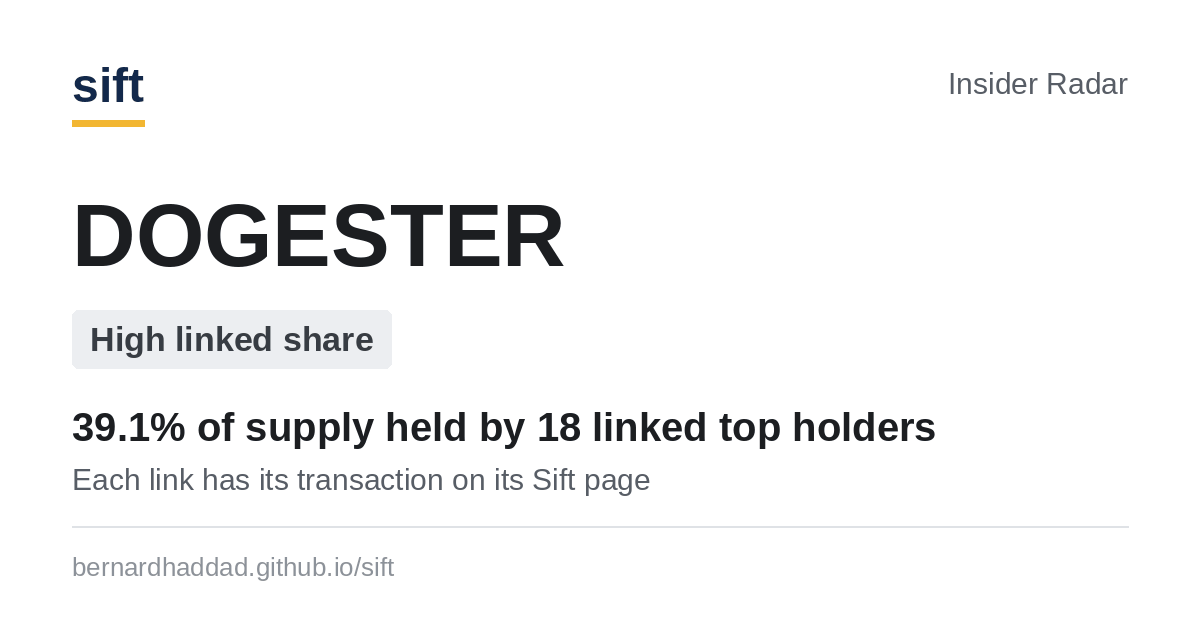 sift
Insider Radar
DOGESTER
High linked share
39.1% of supply held by 18 linked top holders
Each link has its transaction on its Sift page
bernardhaddad.github.io/sift